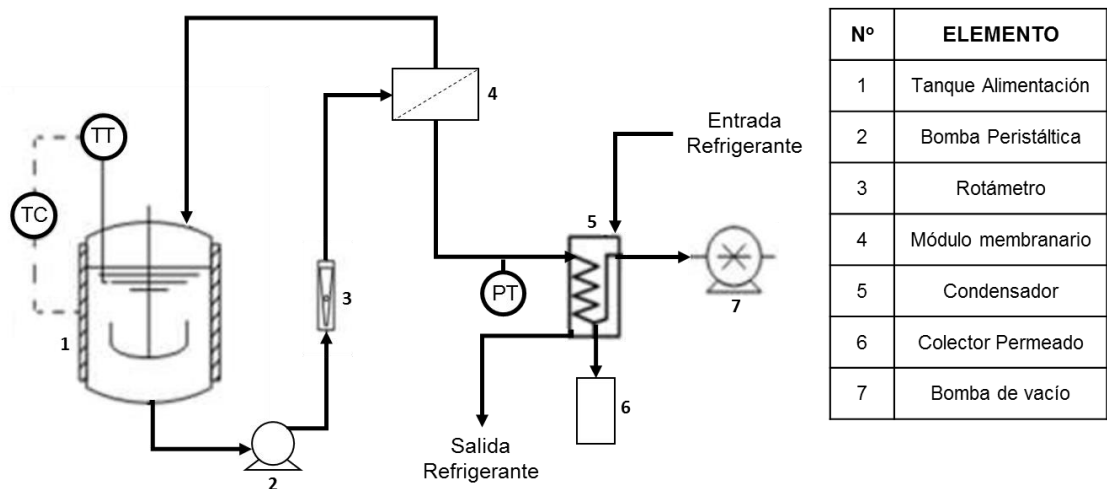 TT
TC
1
2
3
4
PT
5
Entrada
Refrigerante
7
6
Salida
Refrigerante
Nº ELEMENTO
1 Tanque Alimentación
2 Bomba Peristáltica
3 Rotámetro
4 Módulo membranario
5 Condensador
6 Colector Permeado
7 Bomba de vacío